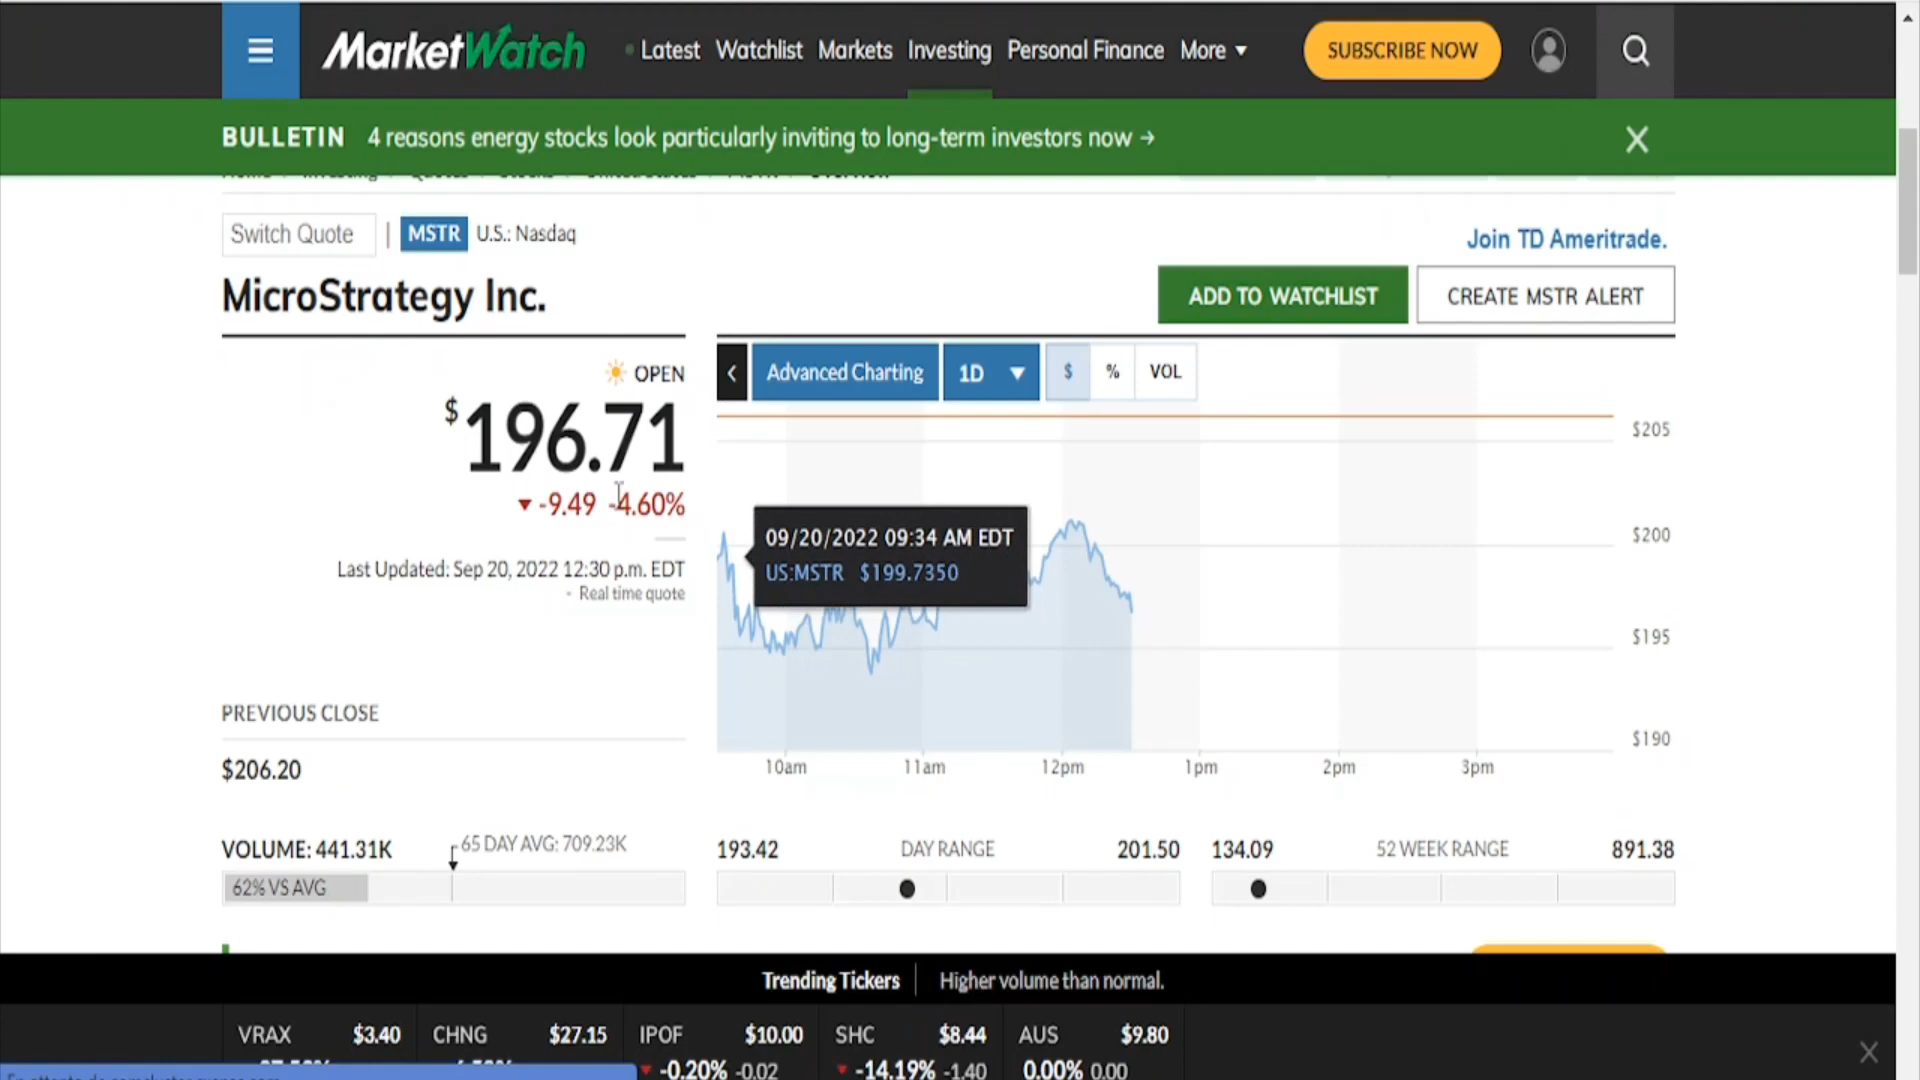 MarketWatch
Latest Watchlist Markets Investing Personal Finance More
SUBSCRIBE NOW
BULLETIN 4 reasons energy stocks look particularly inviting to long-term investors now →
Switch Quote | MSTR U.S.: Nasdaq
Join TD Ameritrade.
MicroStrategy Inc.
ADD TO WATCHLIST
CREATE MSTR ALERT
OPEN
$196.71
-9.49 -4.60%
Last Updated: Sep 20, 2022 12:30 p.m. EDT
- Real time quote
PREVIOUS CLOSE
$206.20
Advanced Charting 1D $ % VOL
$205
09/20/2022 09:34 AM EDT
US:MSTR $199.7350
$200
$195
$190
10am 11am 12pm 1pm 2pm 3pm
VOLUME: 441.31K 65 DAY AVG: 709.23K
62% VS AVG
193.42 DAY RANGE 201.50
134.09 52 WEEK RANGE 891.38
Trending Tickers | Higher volume than normal.
VRAX $3.40 CHNG $27.15 IPOF $10.00 SHC $8.44 AUS $9.80
-0.20% -0.02 -14.19% -1.40 0.00% 0.00